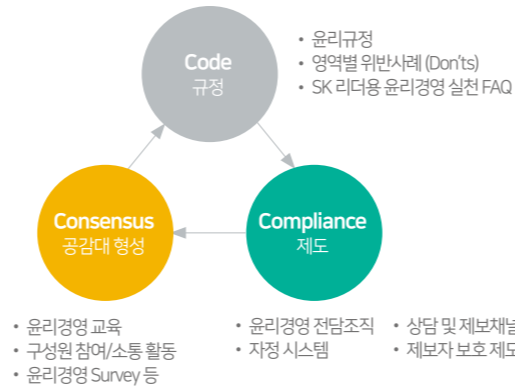 Code
규정
• 윤리규정
• 영역별 위반사례 (Don'ts)
• SK 리더용 윤리경영 실천 FAQ
Consensus
공감대 형성
Compliance
제도
• 윤리경영 교육
• 구성원 참여/소통 활동
• 윤리경영 Survey 등
• 윤리경영 전담조직
• 자정 시스템
• 상담 및 제보채널
• 제보자 보호 제도